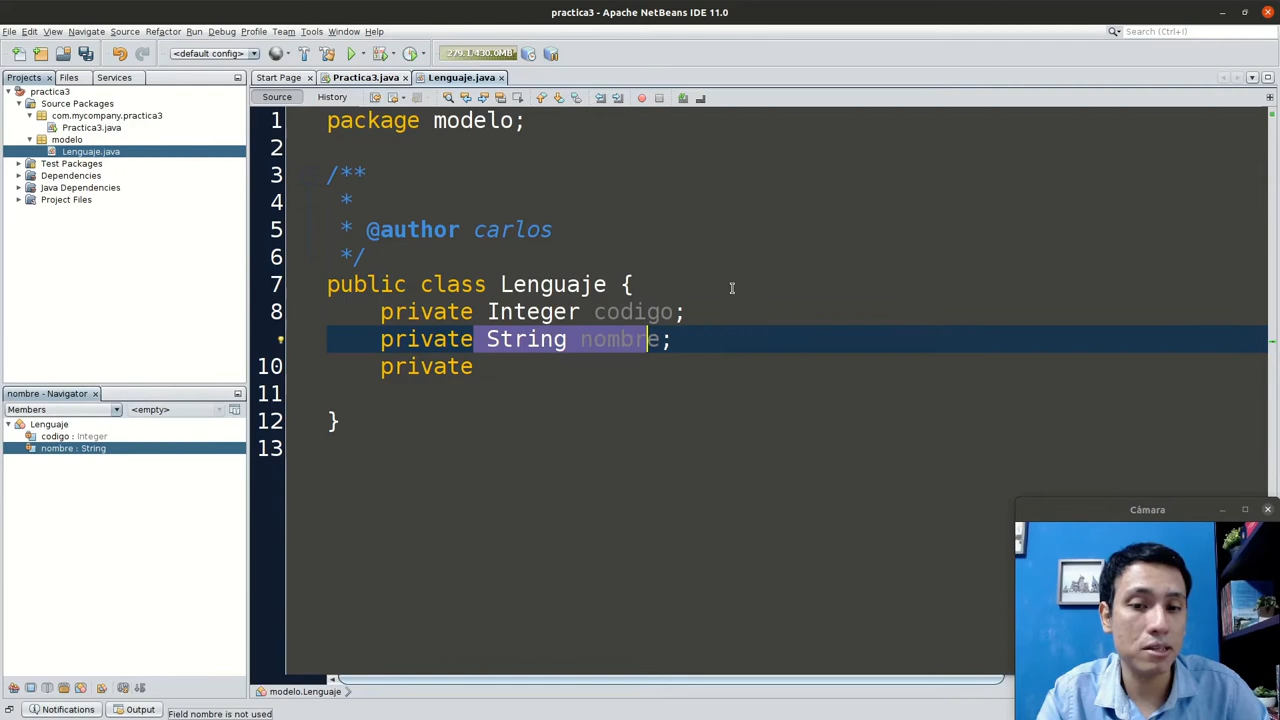 practica3 - Apache NetBeans IDE 11.0
File Edit View Navigate Source Refactor Run Debug Profile Team Tools Window Help
Search (Ctrl+I)
<default config>
279.1/430.0MB
Projects Files Services
Start Page Practica3.java Lenguaje.java
Source History
practica3
Source Packages
com.mycompany.practica3
Practica3.java
modelo
Lenguaje.java
Test Packages
Dependencies
Java Dependencies
Project Files
1 package modelo;
2
3 /**
4 *
5 * @author carlos
6 */
7 public class Lenguaje {
8 private Integer codigo;
private String nombre;
10 private
11
12 }
13
nombre - Navigator
Members <empty>
Lenguaje
codigo : Integer
nombre : String
Cámara
modelo.Lenguaje
Notifications Output Field nombre is not used